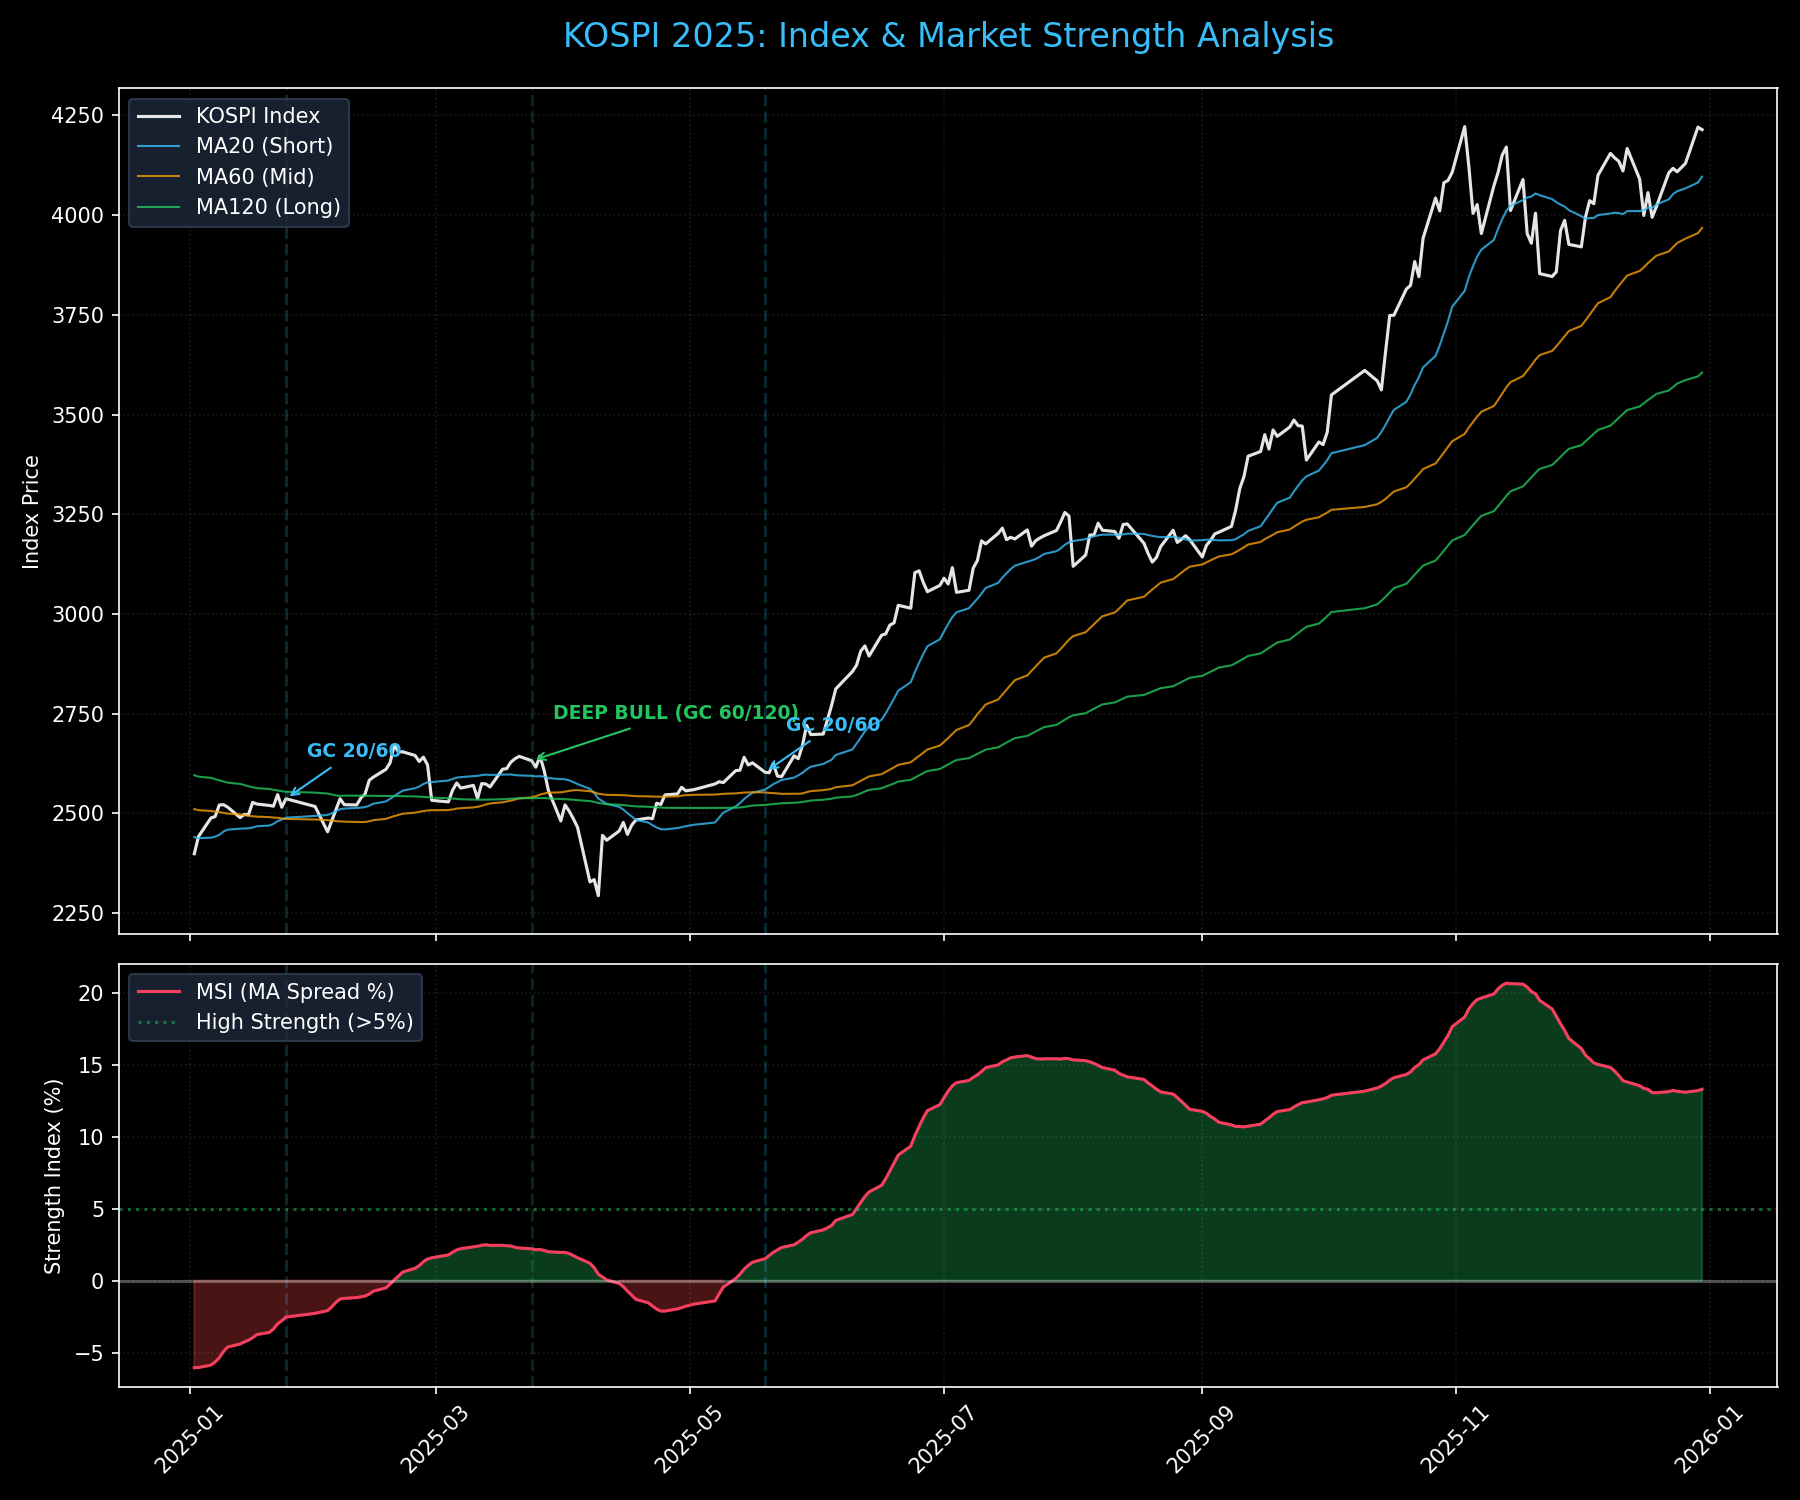 KOSPI 2025: Index & Market Strength Analysis
KOSPI Index
MA20 (Short)
MA60 (Mid)
MA120 (Long)
4250
4000
3750
3500
3250
3000
2750
2500
2250
Index Price
GC 20/60
DEEP BULL (GC 60/120)
GC 20/60
MSI (MA Spread %)
High Strength (>5%)
20
15
10
5
0
−5
Strength Index (%)
2025-01
2025-03
2025-05
2025-07
2025-09
2025-11
2026-01